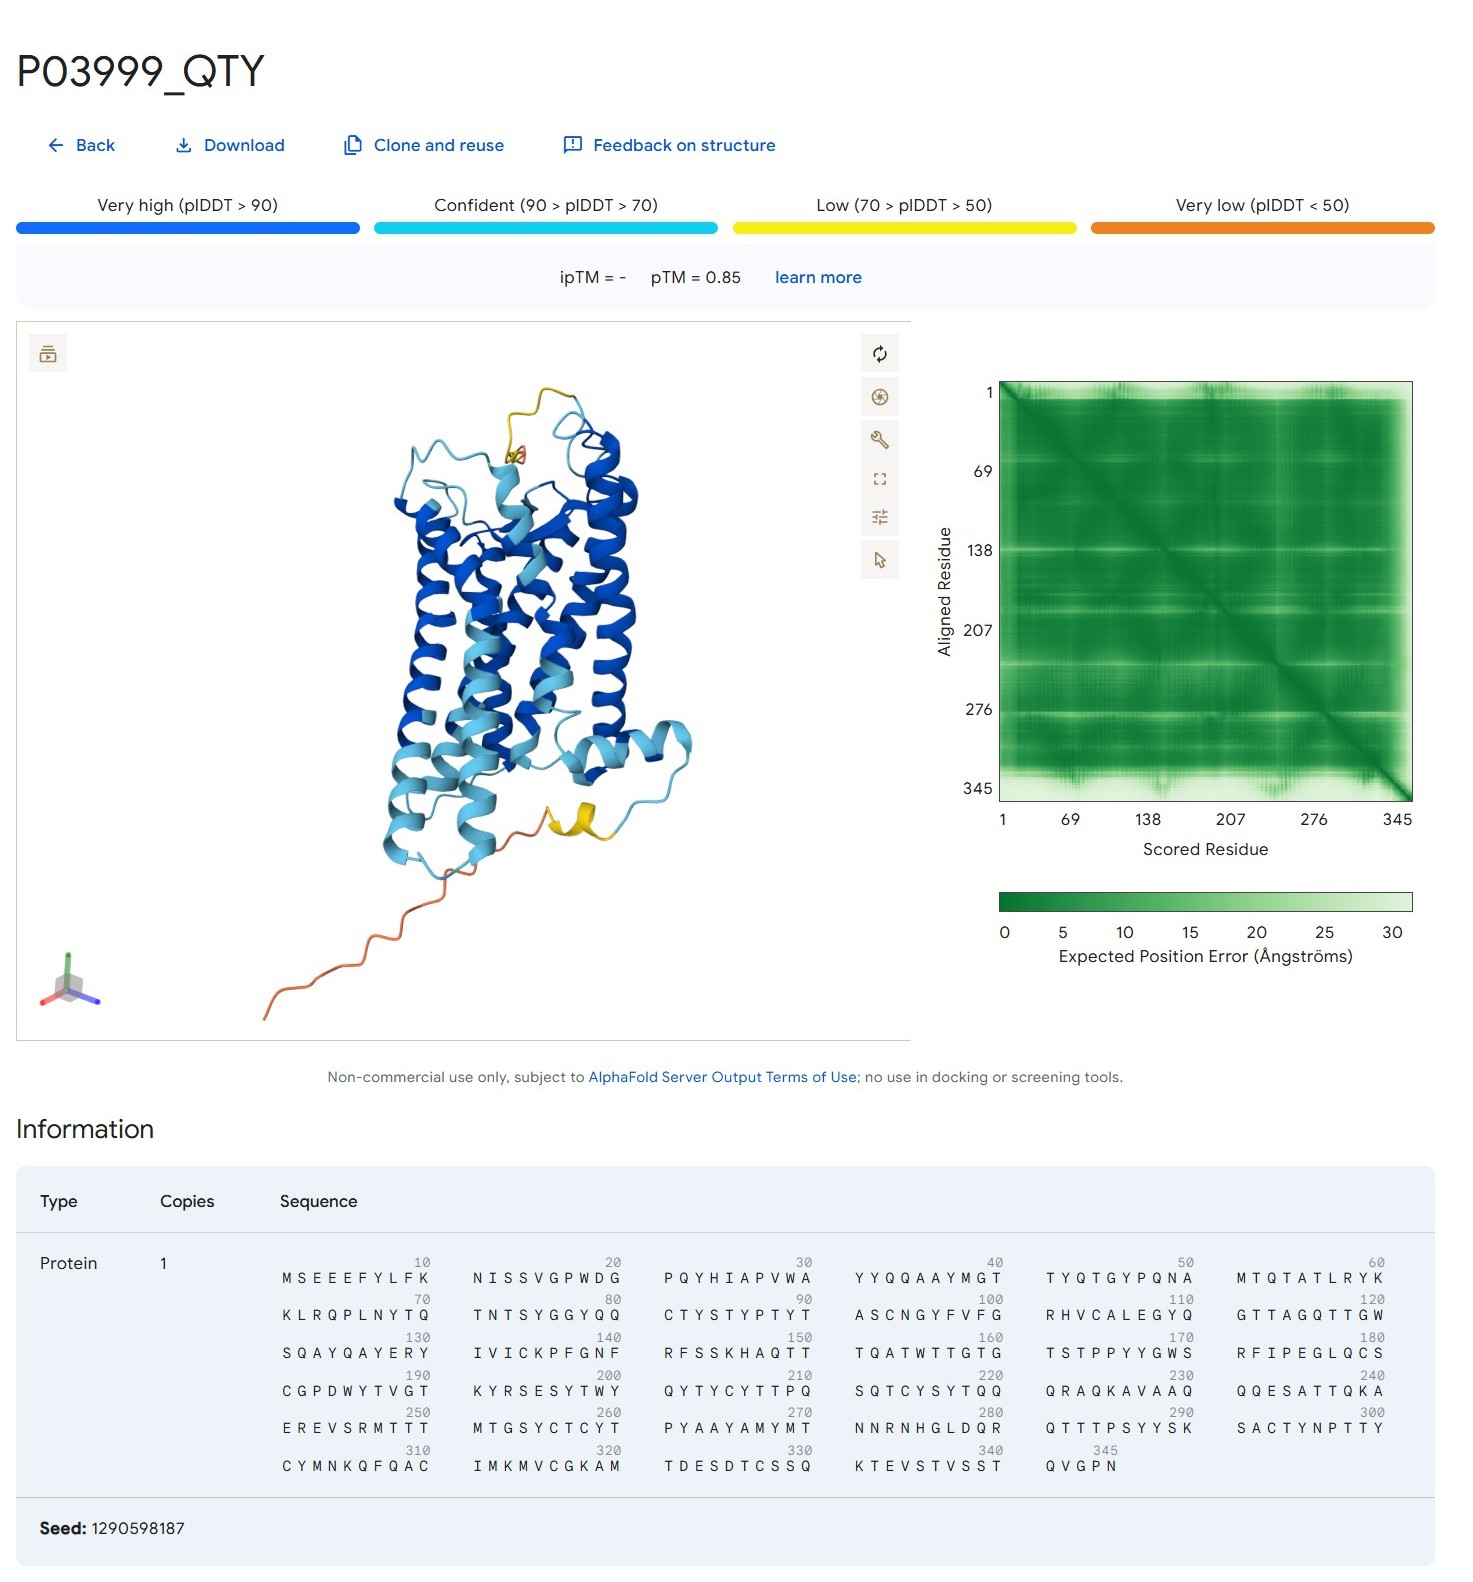 P03999_QTY
Back Download Clone and reuse Feedback on structure
Very high (plDDT > 90) Confident (90 > plDDT > 70) Low (70 > plDDT > 50) Very low (plDDT < 50)
ipTM = - pTM = 0.85 learn more
1
69
138
207
276
345
Aligned Residue
1 69 138 207 276 345
Scored Residue
0 5 10 15 20 25 30
Expected Position Error (Ångströms)
Non-commercial use only, subject to AlphaFold Server Output Terms of Use; no use in docking or screening tools.
Information
Type Copies Sequence
Protein 1
10 20 30 40 50 60
MSEEEFYLFK NISSVGPWDG PQYHIAPVWA YYQQAAYMGT TYQTGYPQNA MTQTATLRYK
70 80 90 100 110 120
KLRQPLNYTQ TNTSYGGYQQ CTYSTYPTYT ASCNGYFVFG RHVCALEGYQ GTTAGQTTGW
130 140 150 160 170 180
SQAYQAYERY IVICKPFGNF RFSSKHAQTT TQATWTTGTG TSTPPYYGWS RFIPEGLQCS
190 200 210 220 230 240
CGPDWYTVGT KYRSESYTWY QYTYCYTTPQ SQTCYSYTQQ QRAQKAVAAQ QQESATTQKA
250 260 270 280 290 300
EREVSRMTTT MTGSYCTCYT PYAAYAMYMT NNRNHGLDQR QTTTPSYYSK SACTYNPTTY
310 320 330 340 345
CYMNKQFQAC IMKMVCGKAM TDESDTCSSQ KTEVSTVSST QVGPN
Seed: 1290598187